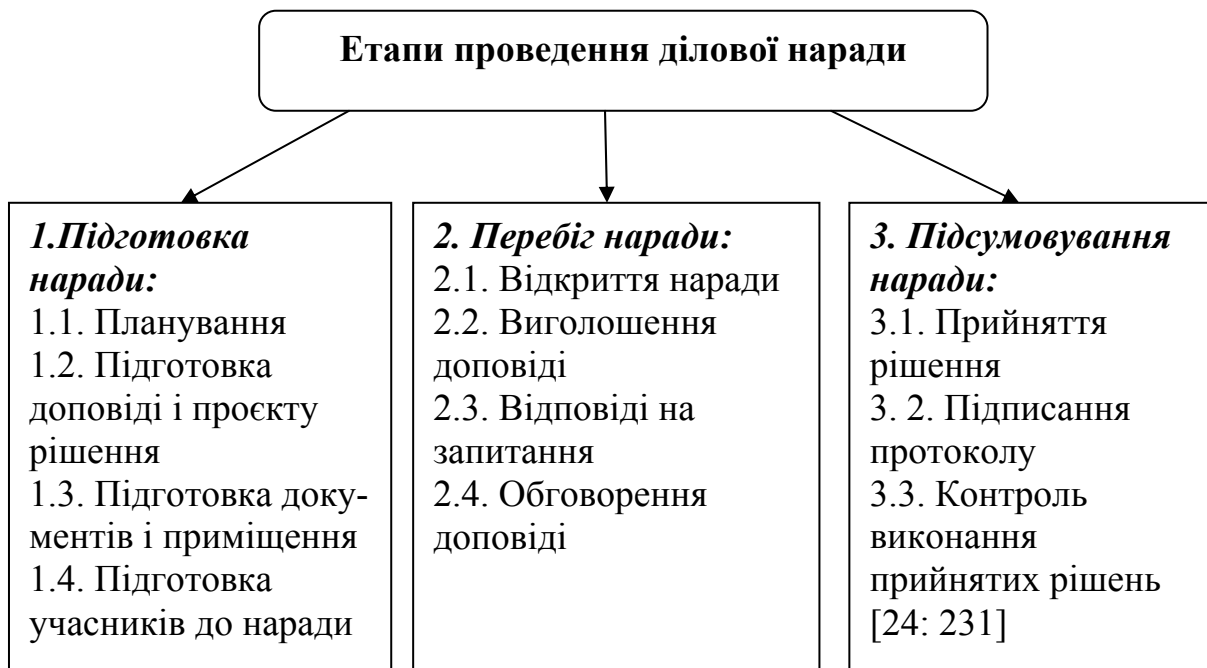 Етапи проведення ділової наради
1.Підготовка
наради:
1.1. Планування
1.2. Підготовка
доповіді і проєкту
рішення
1.3. Підготовка доку-
ментів і приміщення
1.4. Підготовка
учасників до наради
2. Перебіг наради:
2.1. Відкриття наради
2.2. Виголошення
доповіді
2.3. Відповіді на
запитання
2.4. Обговорення
доповіді
3. Підсумовування
наради:
3.1. Прийняття
рішення
3. 2. Підписання
протоколу
3.3. Контроль
виконання
прийнятих рішень
[24: 231]